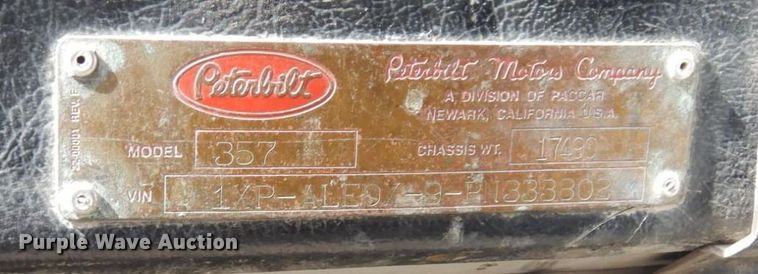 Peterbilt
Peterbilt Motors Company
A DIVISION OF PACCAR
NEWARK, CALIFORNIA U.S.A.
MODEL 357
CHASSIS WT. 17490
VIN
Purple Wave Auction